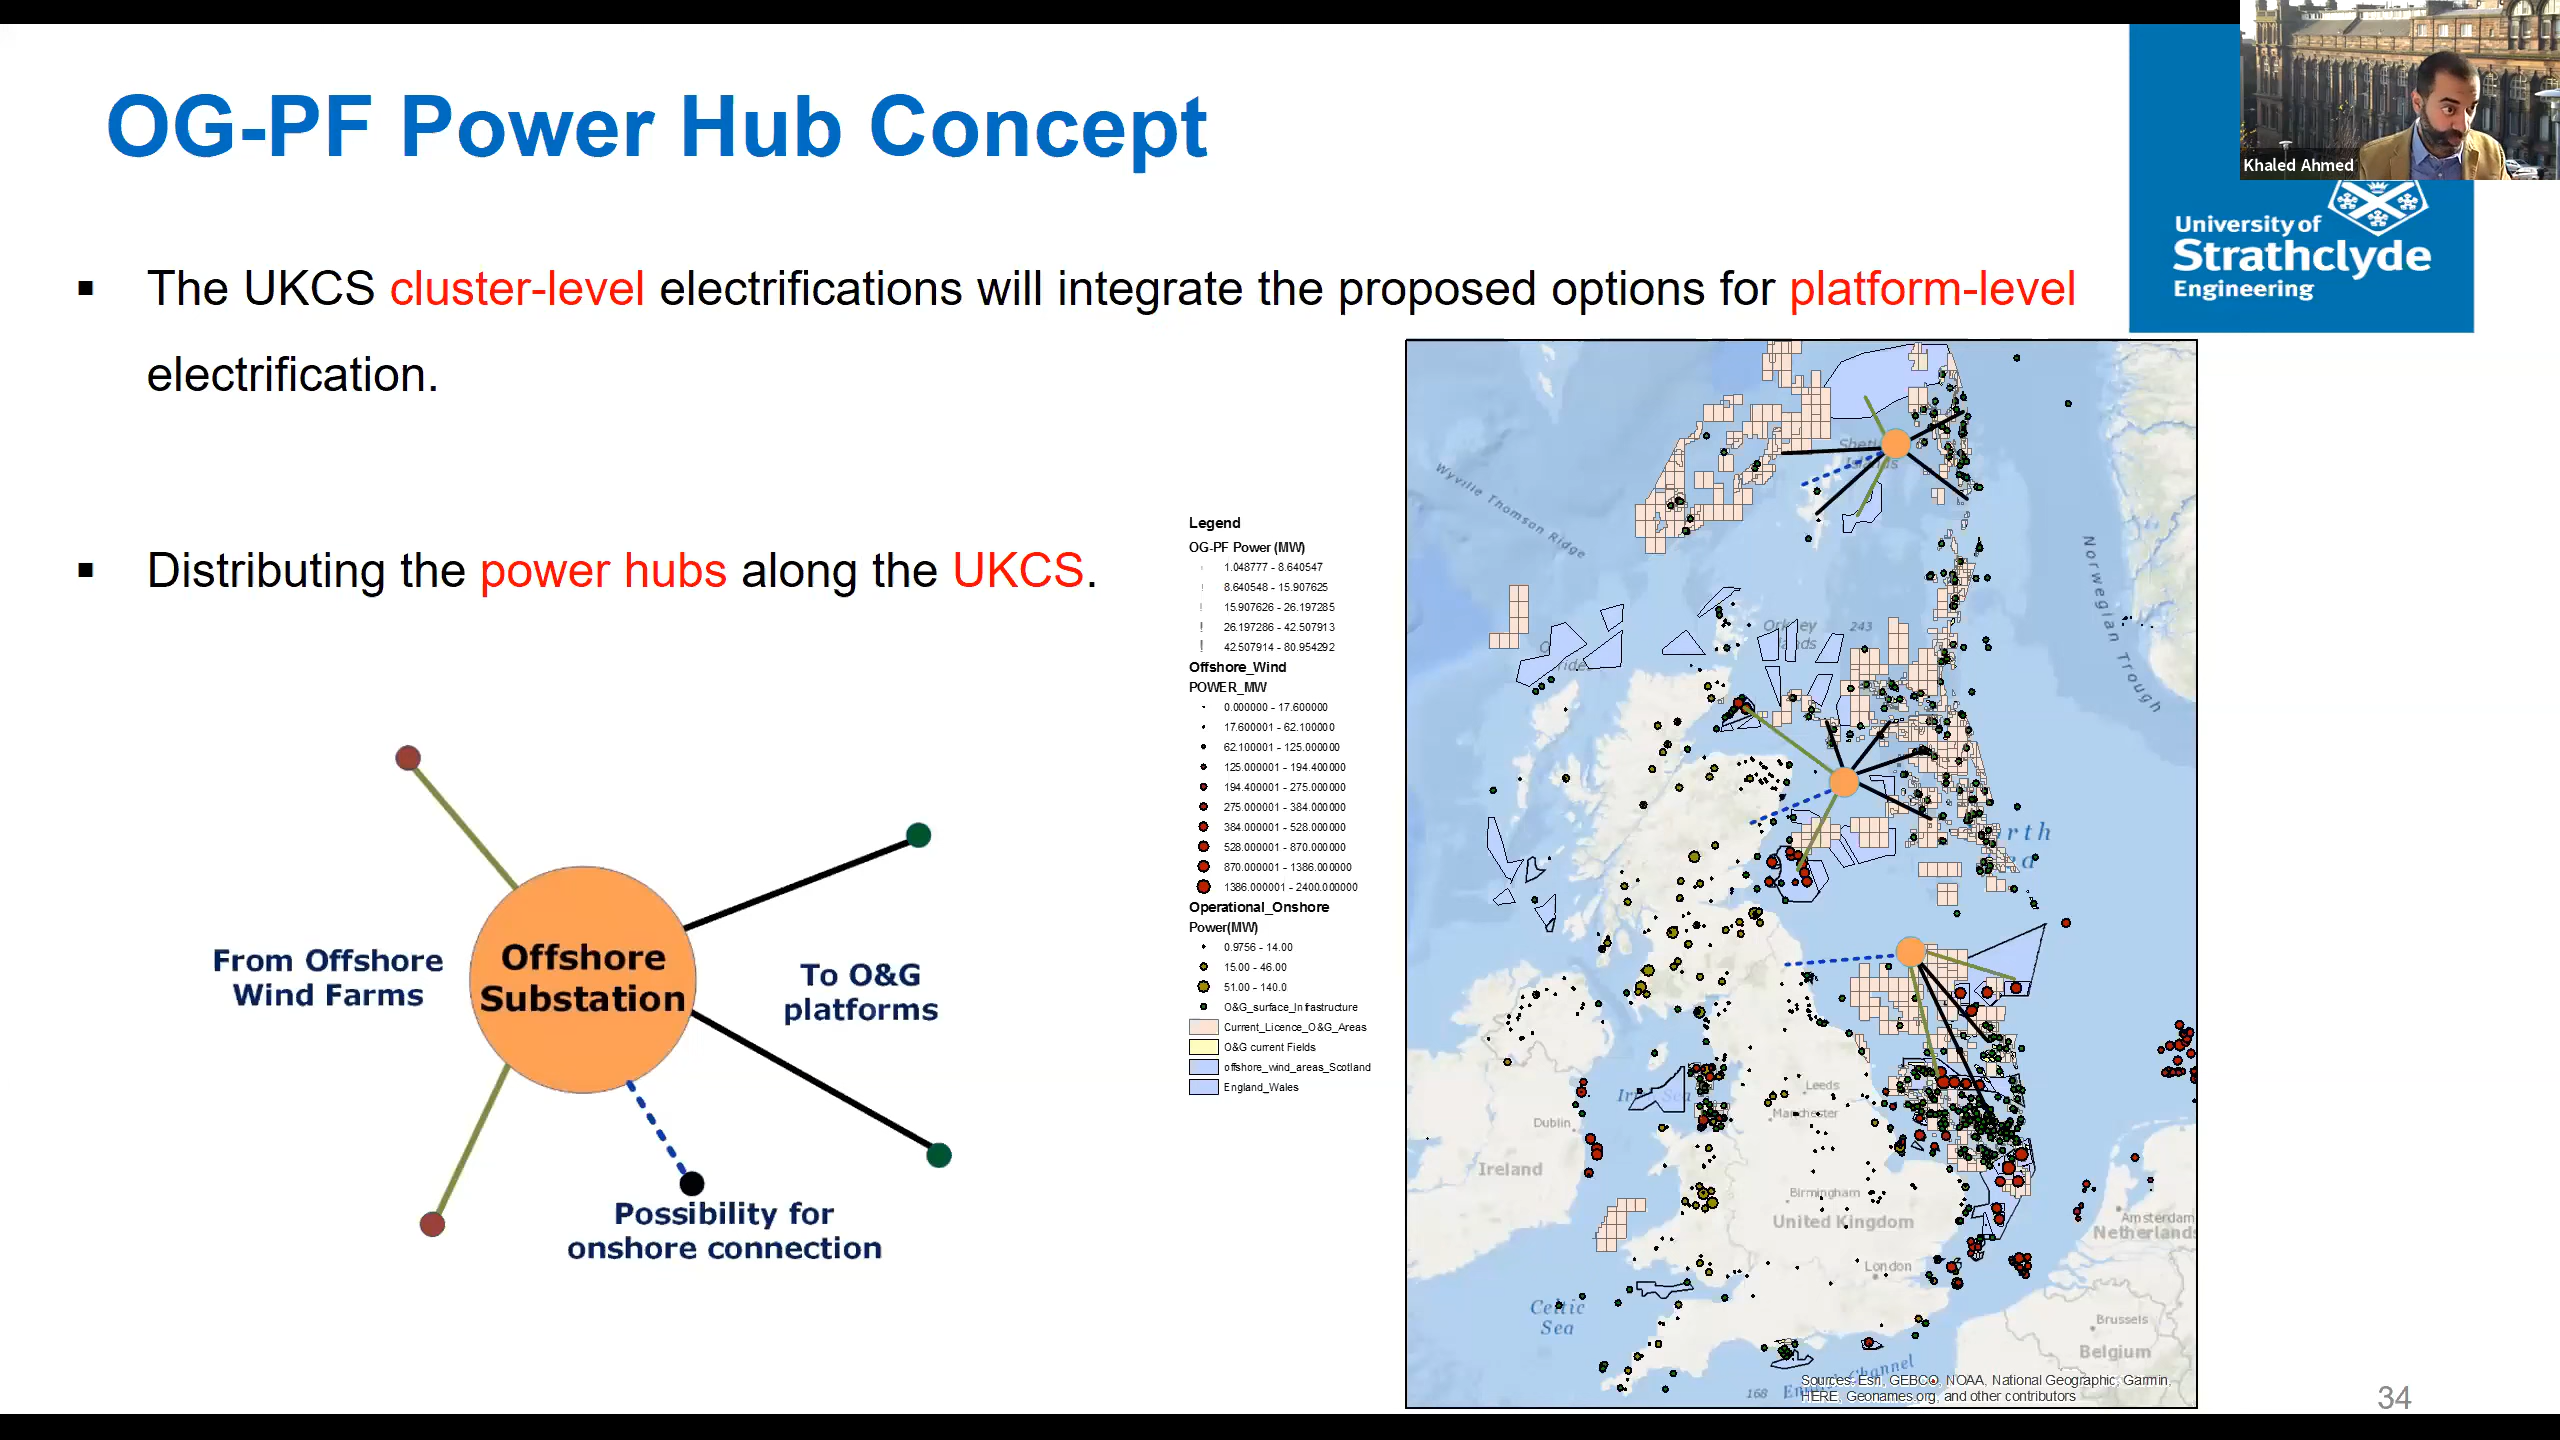 OG-PF Power Hub Concept
Khaled Ahmed
University of
Strathclyde
Engineering
▪ The UKCS cluster-level electrifications will integrate the proposed options for platform-level
electrification.
▪ Distributing the power hubs along the UKCS.
From Offshore
Wind Farms
Offshore
Substation
To O&G
platforms
Possibility for
onshore connection
Legend
OG-PF Power (MW)
1.048777 - 8.640547
8.640548 - 15.907625
15.907626 - 26.197285
26.197286 - 42.507913
42.507914 - 80.954292
Offshore_Wind
POWER_MW
0.000000 - 17.600000
17.600001 - 62.100000
62.100001 - 125.000000
125.000001 - 194.400000
194.400001 - 275.000000
275.000001 - 384.000000
384.000001 - 528.000000
528.000001 - 870.000000
870.000001 - 1386.000000
1386.000001 - 2400.000000
Operational_Onshore
Power(MW)
0.9756 - 14.00
15.00 - 46.00
51.00 - 140.0
O&G_surface_Infrastructure
Current_Licence_O&G_Areas
O&G current Fields
offshore_wind_areas_Scotland
England_Wales
Wyville Thomson Ridge
Norwegian Trough
243
Leeds
Manchester
Dublin
Ireland
Birmingham
United Kingdom
London
Amsterdam
Netherlands
Brussels
Belgium
Celtic
Sea
168
Channel
Sources: Esri, GEBCO, NOAA, National Geographic, Garmin,
HERE, Geonames.org, and other contributors
34